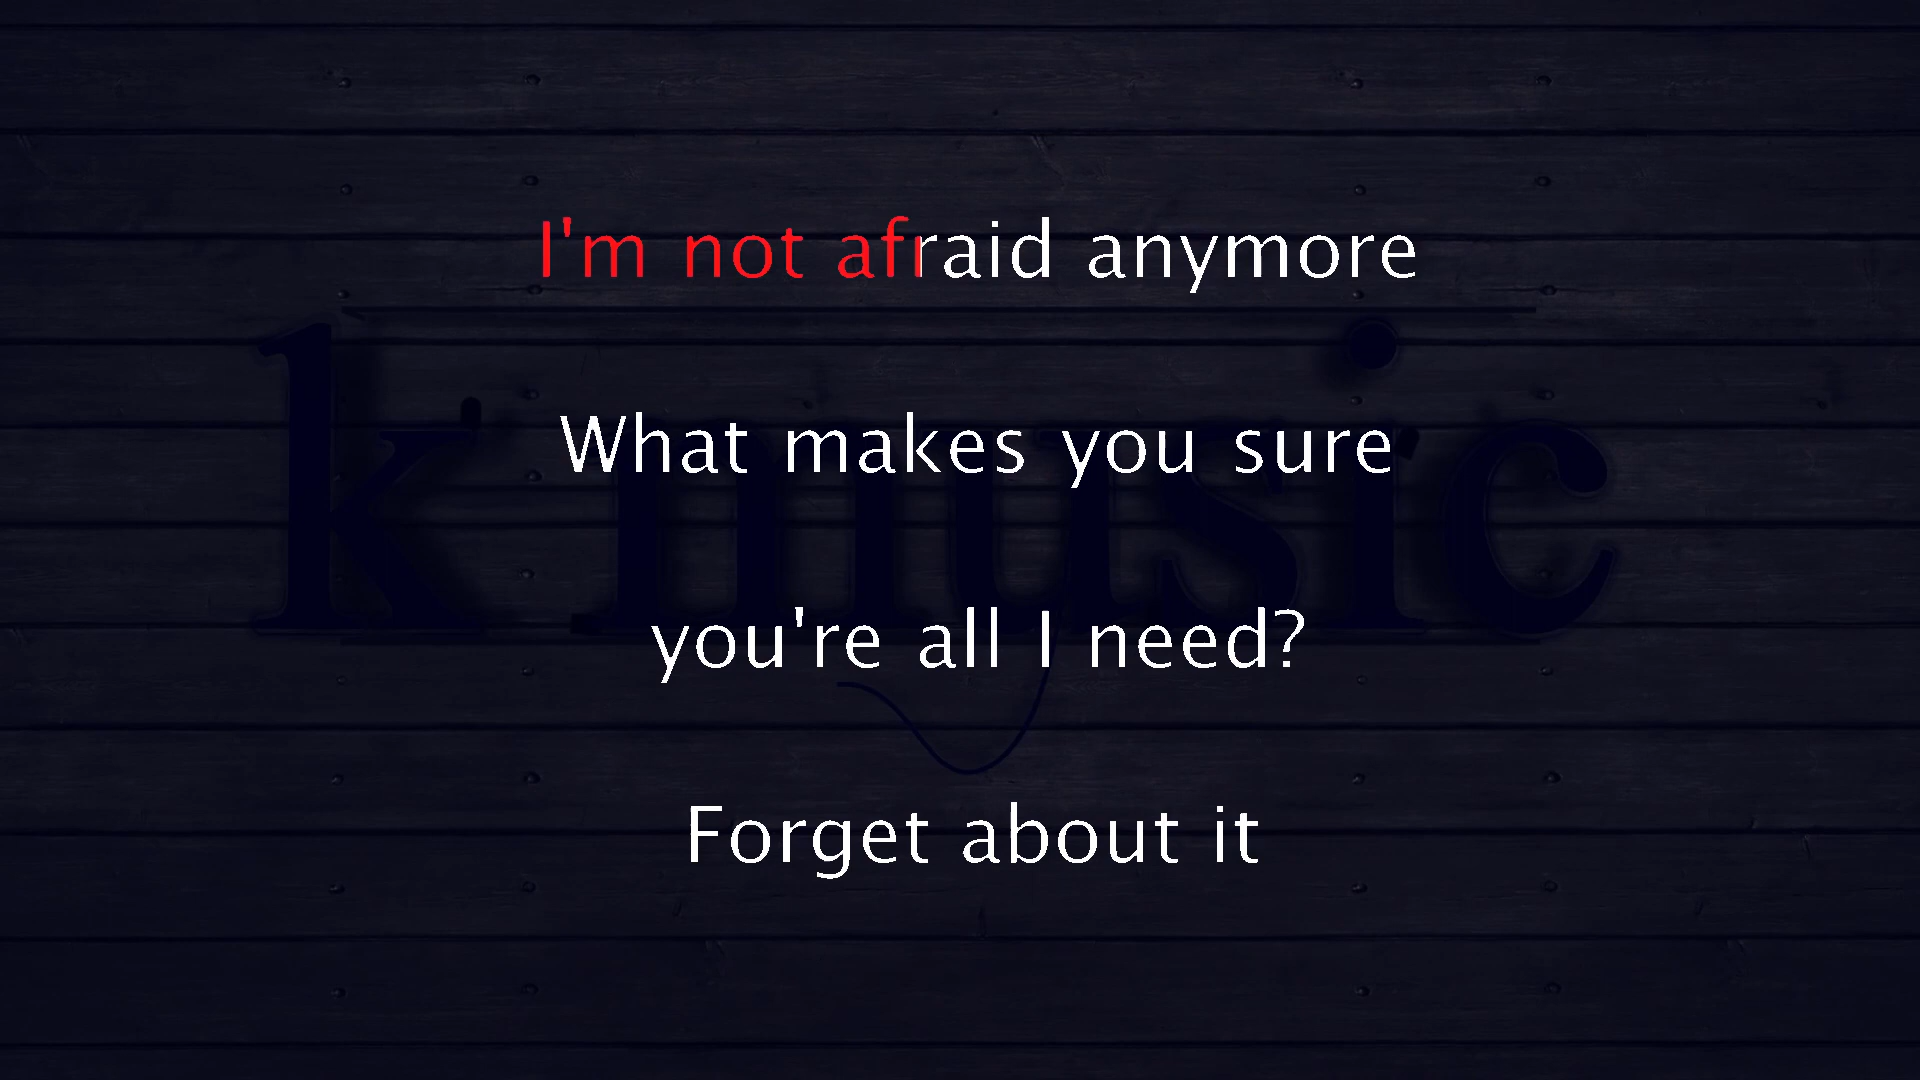 I'm not afraid anymore
k music
What makes you sure
you're all I need?
Forget about it